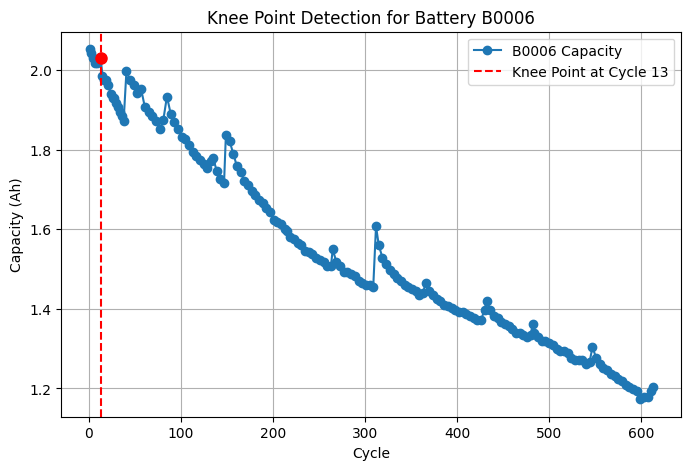 Knee Point Detection for Battery B0006
B0006 Capacity
Knee Point at Cycle 13
Capacity (Ah)
2.0
1.8
1.6
1.4
1.2
0 100 200 300 400 500 600
Cycle